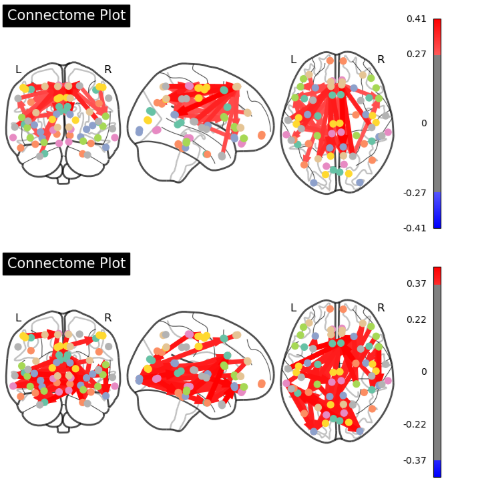 Connectome Plot
L R L R
0.41
0.27
0
-0.27
-0.41
Connectome Plot
L R L R
0.37
0.22
0
-0.22
-0.37